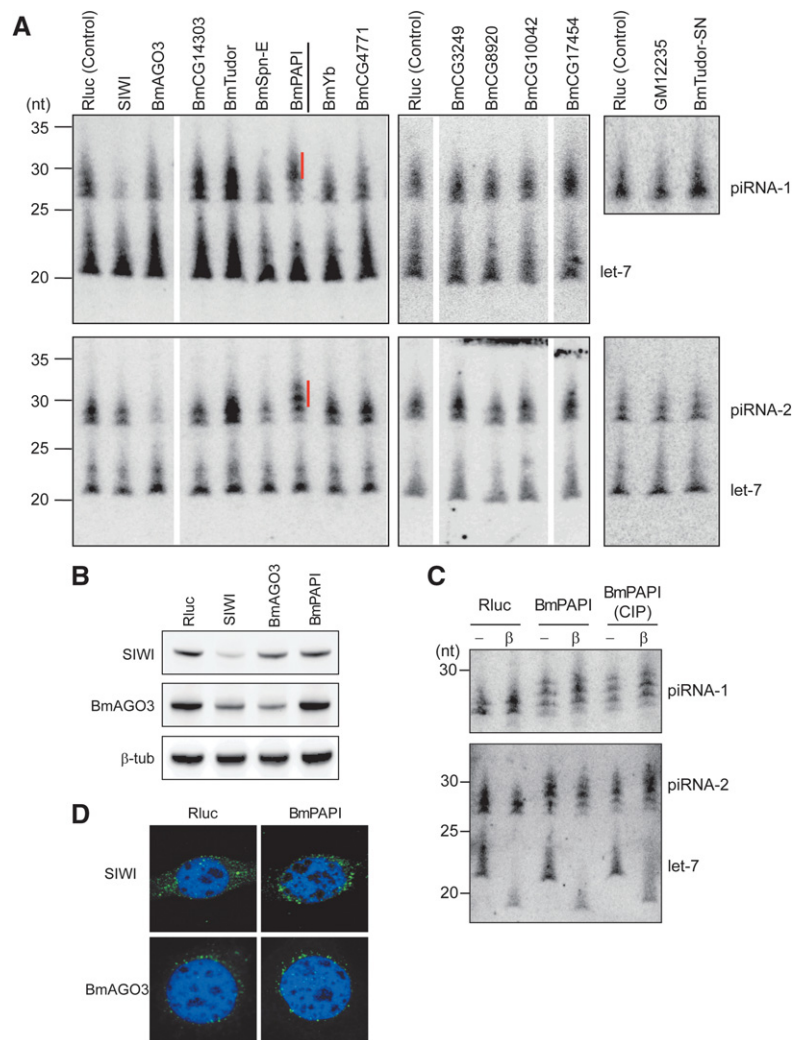 A
Rluc (Control)
SIWI
BmAGO3
BmCG14303
BmTudor
BmSpn-E
BmPAPI
BmYb
BmCG4771
Rluc (Control)
BmCG3249
BmCG8920
BmCG10042
BmCG17454
Rluc (Control)
GM12235
BmTudor-SN
(nt)
35
30
25
20
piRNA-1
let-7
35
30
25
20
piRNA-2
let-7
B
Rluc
SIWI
BmAGO3
BmPAPI
SIWI
BmAGO3
β-tub
C
Rluc
BmPAPI
BmPAPI
(CIP)
– β – β – β
(nt)
30
piRNA-1
30
25
20
piRNA-2
let-7
D
Rluc
BmPAPI
SIWI
BmAGO3